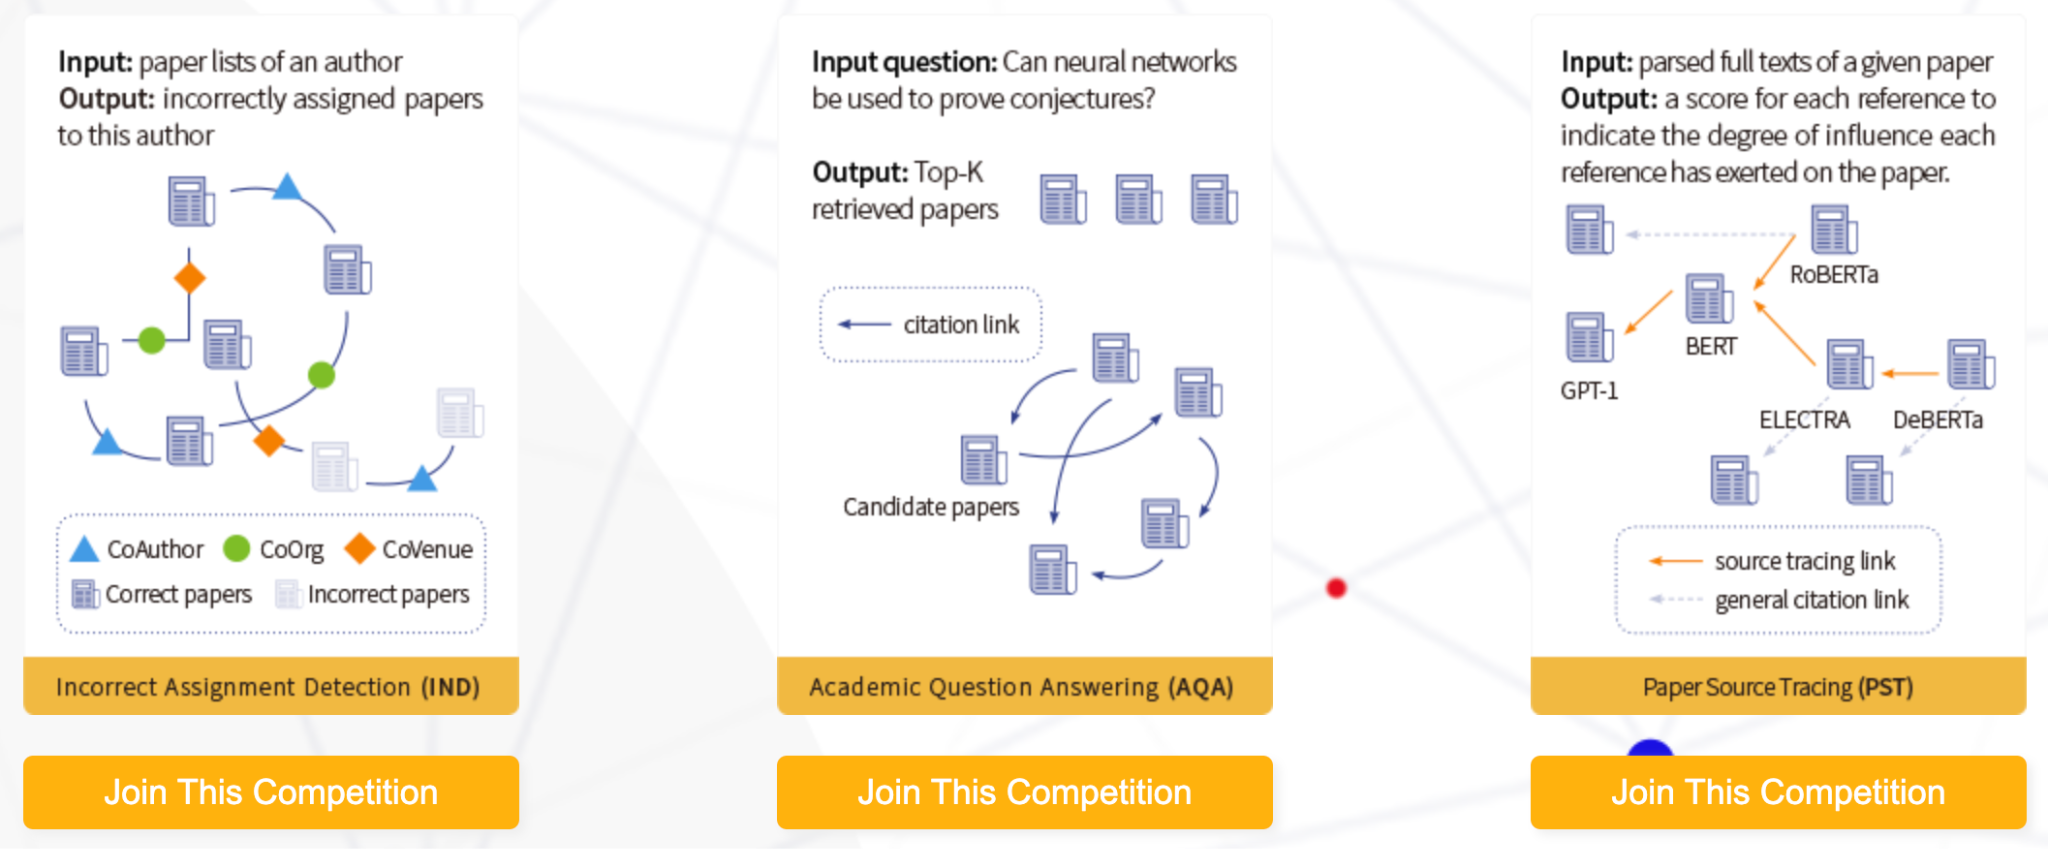 Input: paper lists of an author
Output: incorrectly assigned papers
to this author
CoAuthor CoOrg CoVenue
Correct papers Incorrect papers
Incorrect Assignment Detection (IND)
Join This Competition
Input question: Can neural networks
be used to prove conjectures?
Output: Top-K
retrieved papers
citation link
Candidate papers
Academic Question Answering (AQA)
Join This Competition
Input: parsed full texts of a given paper
Output: a score for each reference to
indicate the degree of influence each
reference has exerted on the paper.
RoBERTa
BERT
GPT-1
ELECTRA DeBERTa
source tracing link
general citation link
Paper Source Tracing (PST)
Join This Competition